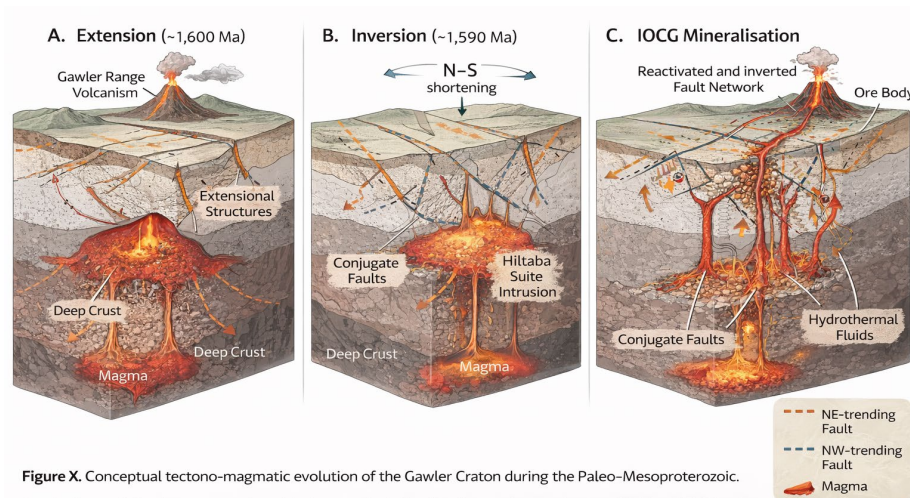 A. Extension (~1,600 Ma)
Gawler Range
Volcanism
Extensional
Structures
Deep Crust
Deep Crust
Magma
B. Inversion (~1,590 Ma)
N–S
shortening
Conjugate
Faults
Hiltaba
Suite
Intrusion
Deep Crust
Magma
C. IOCG Mineralisation
Reactivated and inverted
Fault Network
Ore Body
Conjugate Faults
Hydrothermal
Fluids
NE-trending
Fault
NW-trending
Fault
Magma
Figure X. Conceptual tectono-magmatic evolution of the Gawler Craton during the Paleo-Mesoproterozoic.